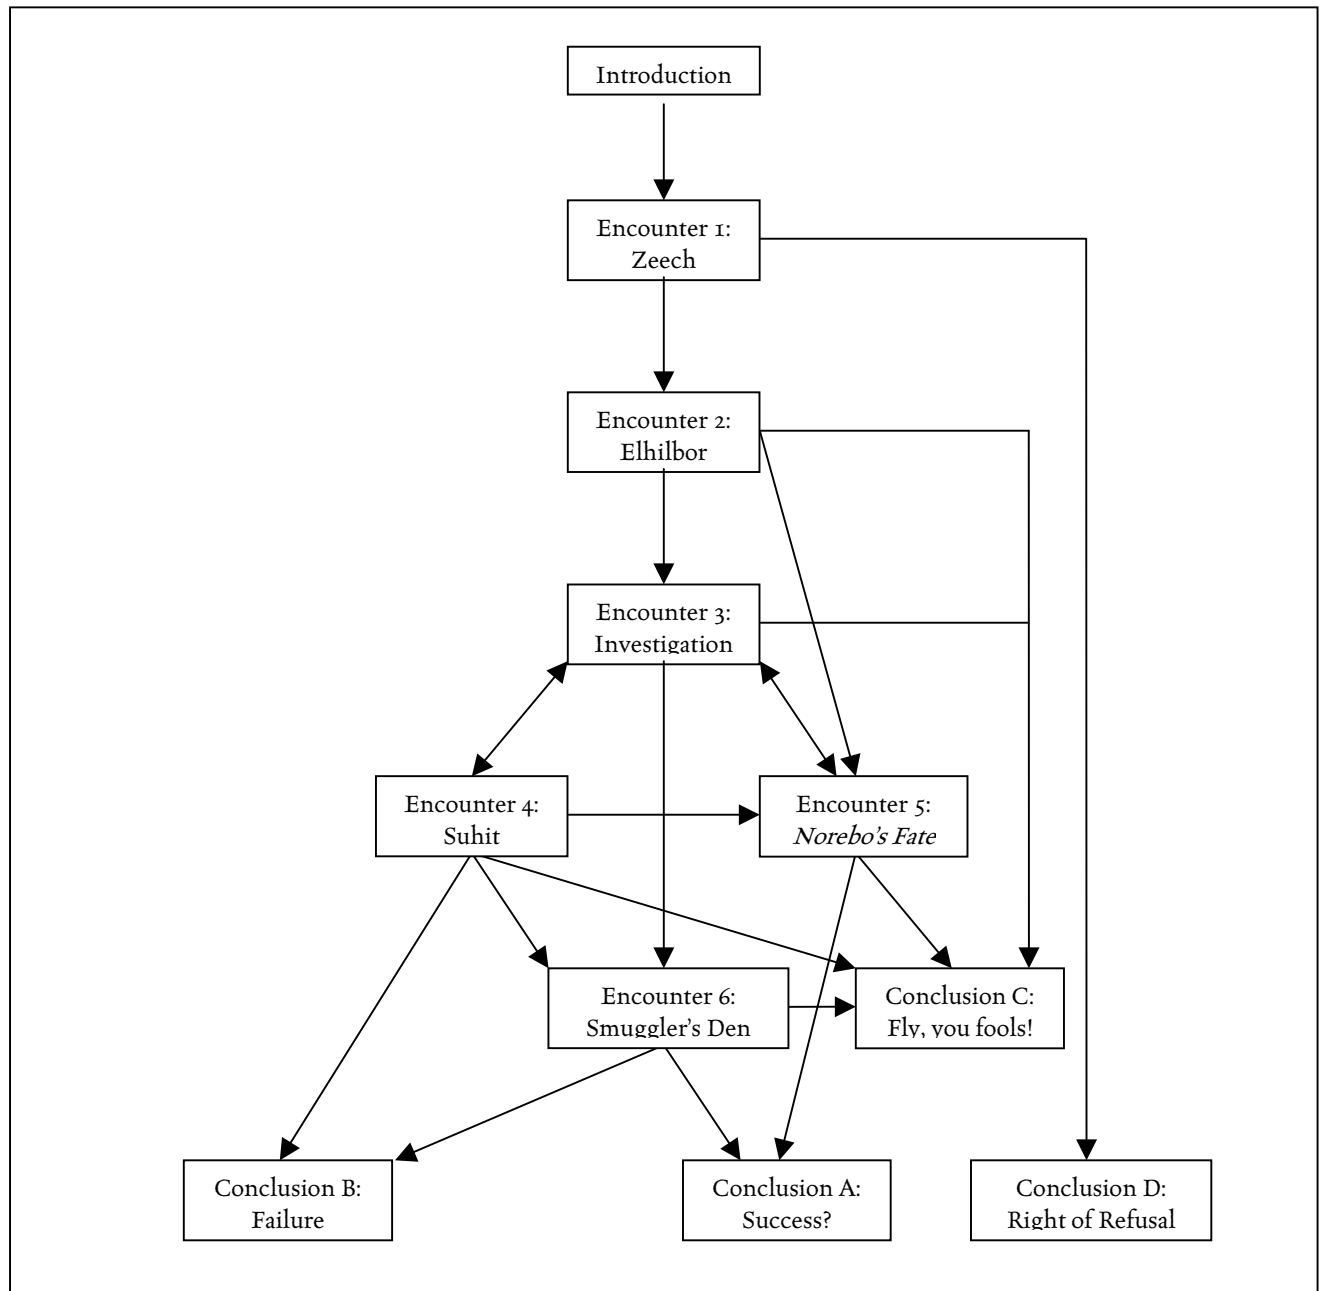 Introduction
Encounter 1:
Zeech
Encounter 2:
Elhilbor
Encounter 3:
Investigation
Encounter 4:
Suhit
Encounter 5:
Norebo's Fate
Encounter 6:
Smuggler's Den
Conclusion C:
Fly, you fools!
Conclusion B:
Failure
Conclusion A:
Success?
Conclusion D:
Right of Refusal